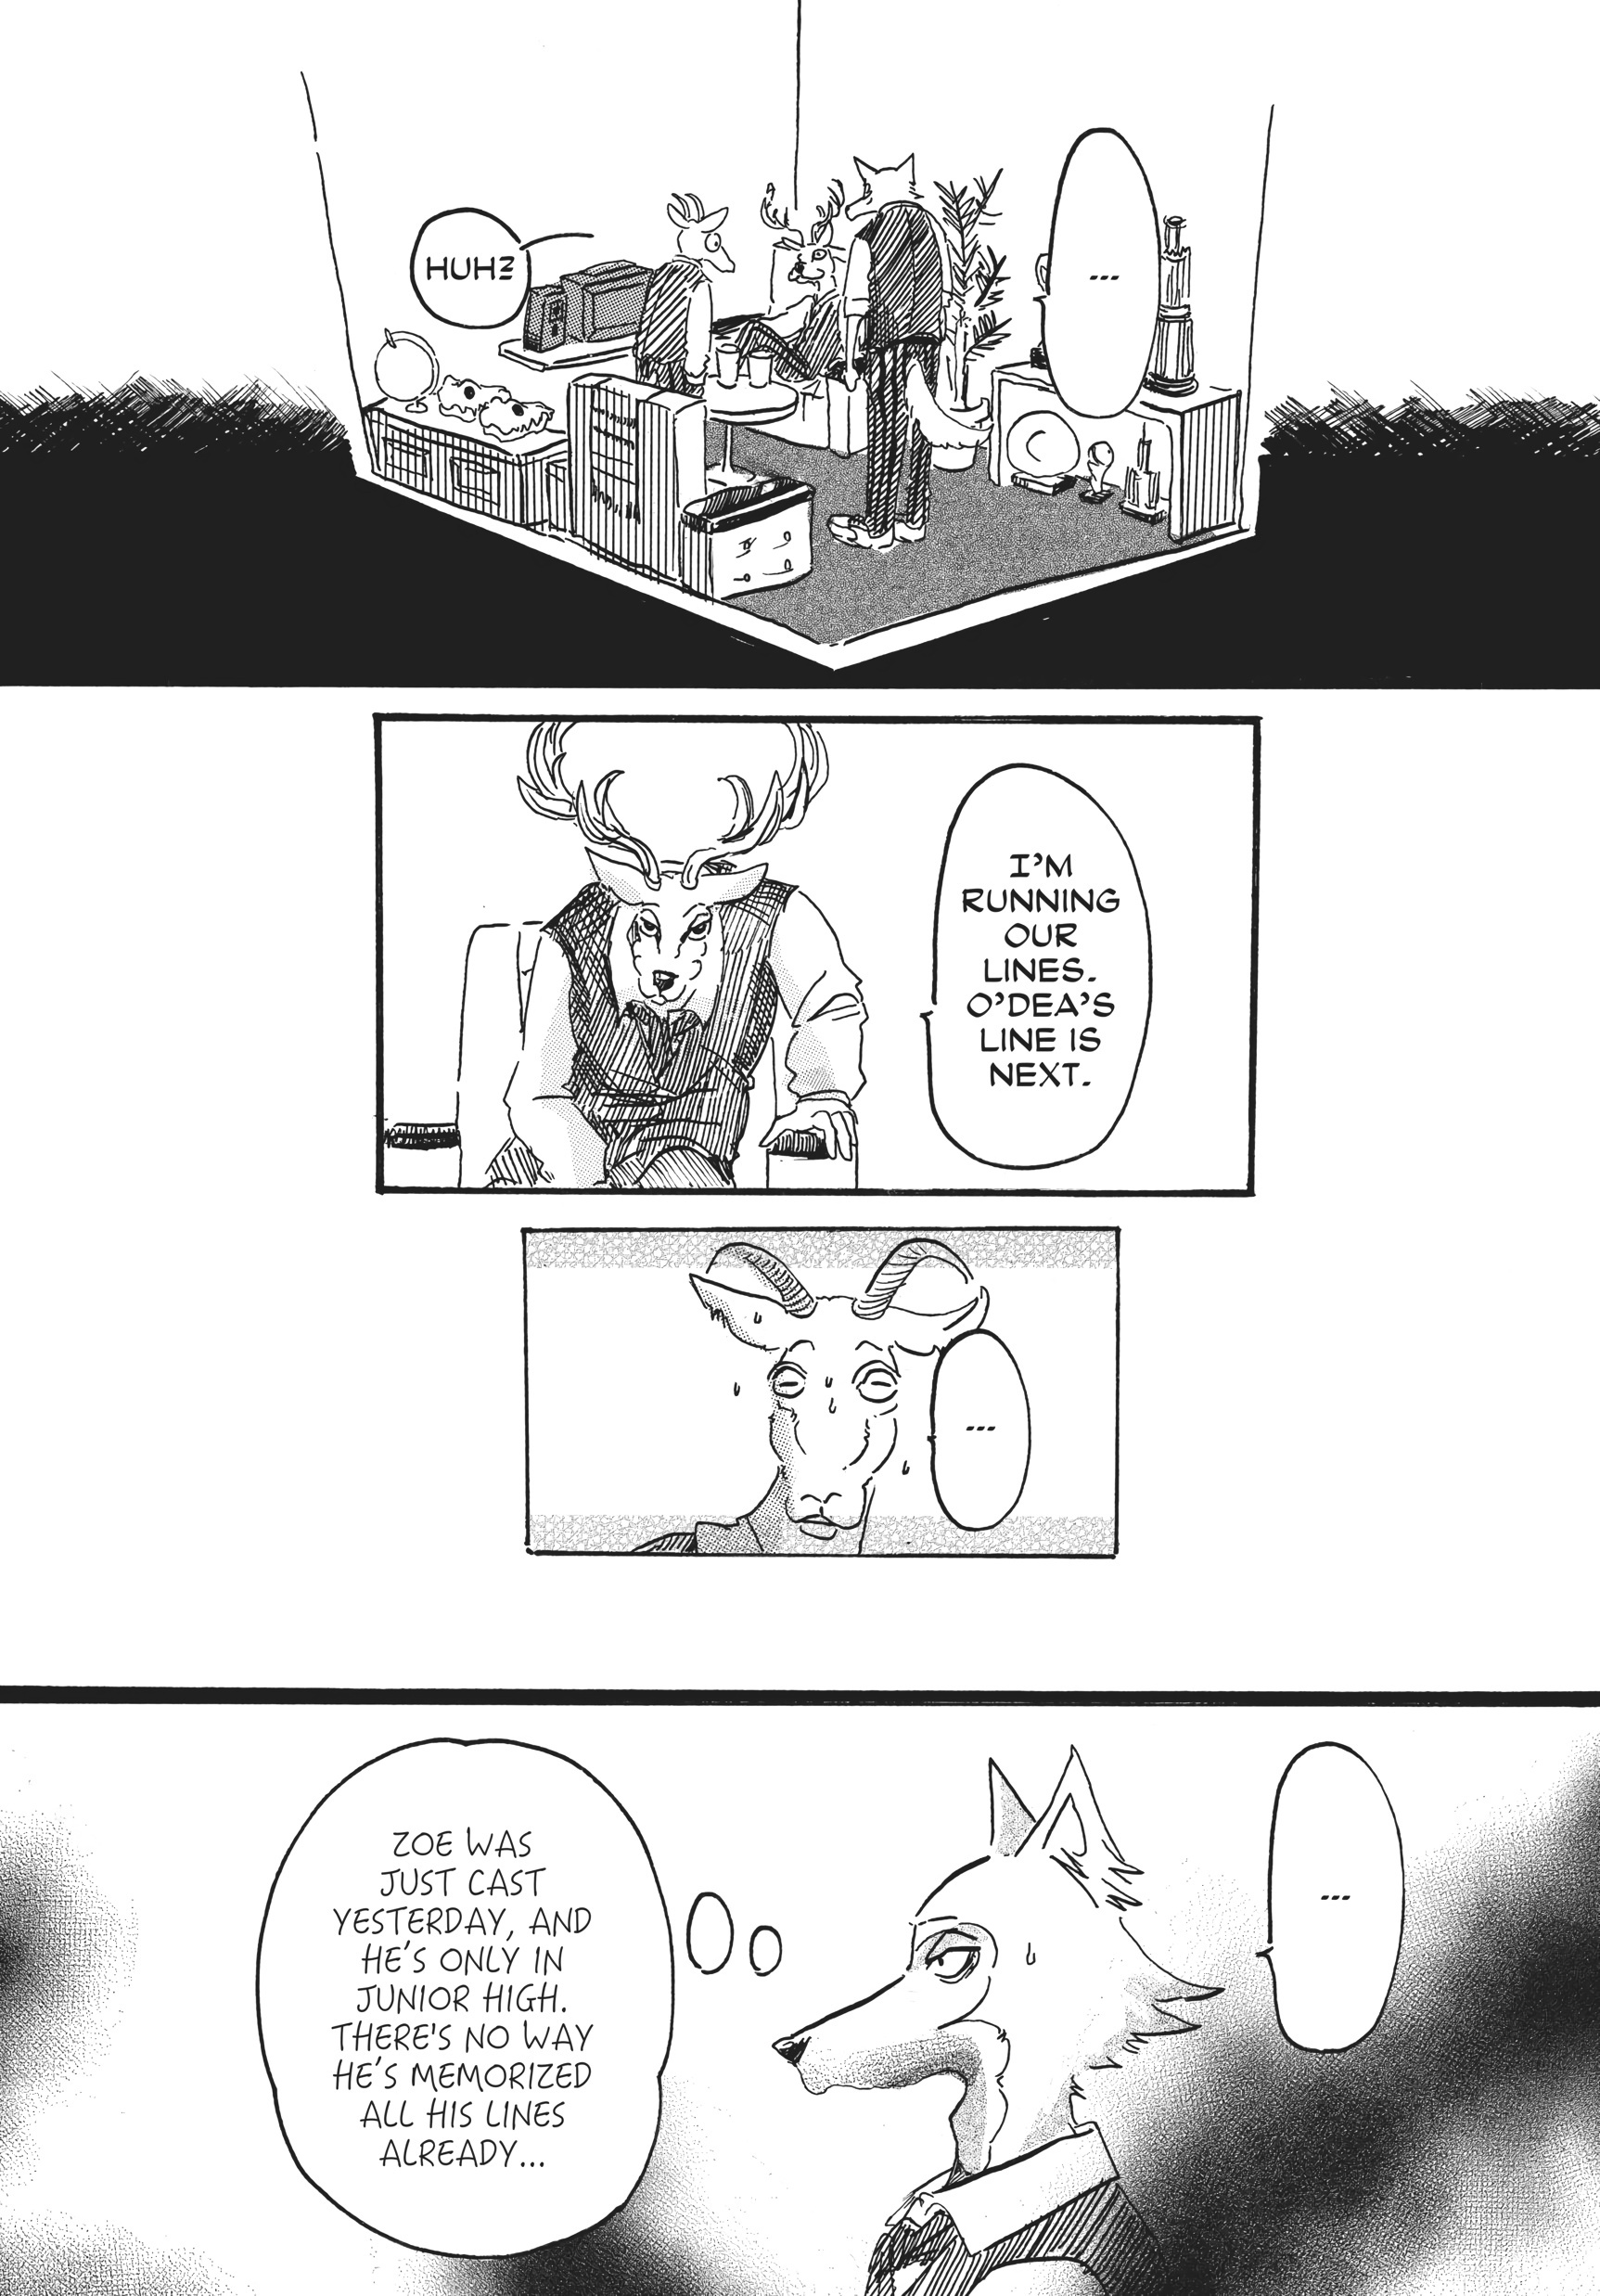 ---
HUH?
I'M
RUNNING
OUR
LINES.
O'DEA'S
LINE IS
NEXT.
---
---
ZOE WAS
JUST CAST
YESTERDAY, AND
HE'S ONLY IN
JUNIOR HIGH.
THERE'S NO WAY
HE'S MEMORIZED
ALL HIS LINES
ALREADY...